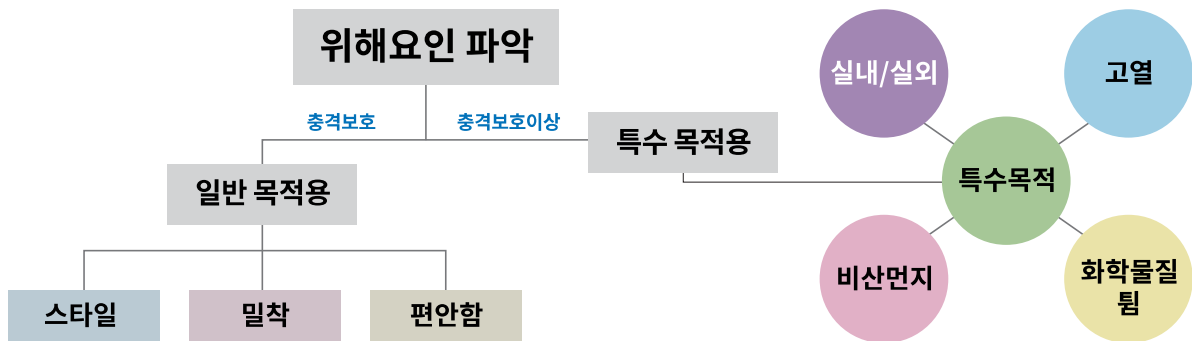 위해요인 파악
충격보호
충격보호이상
특수 목적용
일반 목적용
스타일
밀착
편안함
실내/실외
고열
특수목적
비산먼지
화학물질
튐